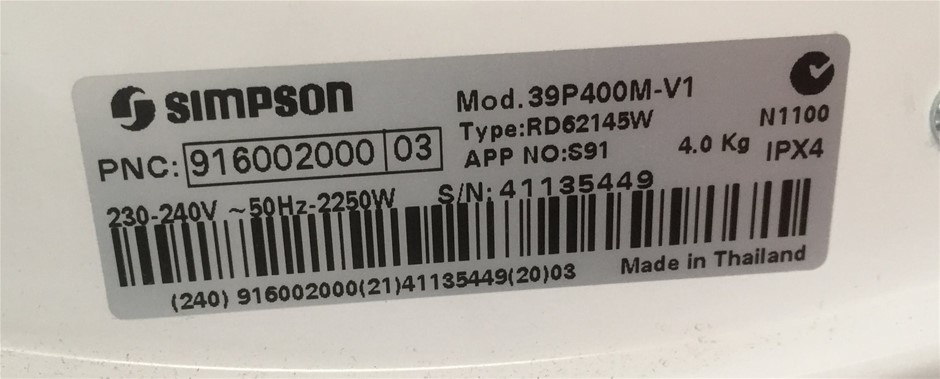 SIMPSON
Mod. 39P400M-V1
Type:RD62145W
N1100
PNC: 916002000 03
APP NO:S91
4.0 Kg IPX4
230-240V ~50Hz-2250W
S/N: 41135449
(240) 916002000(21)41135449(20)03
Made in Thailand